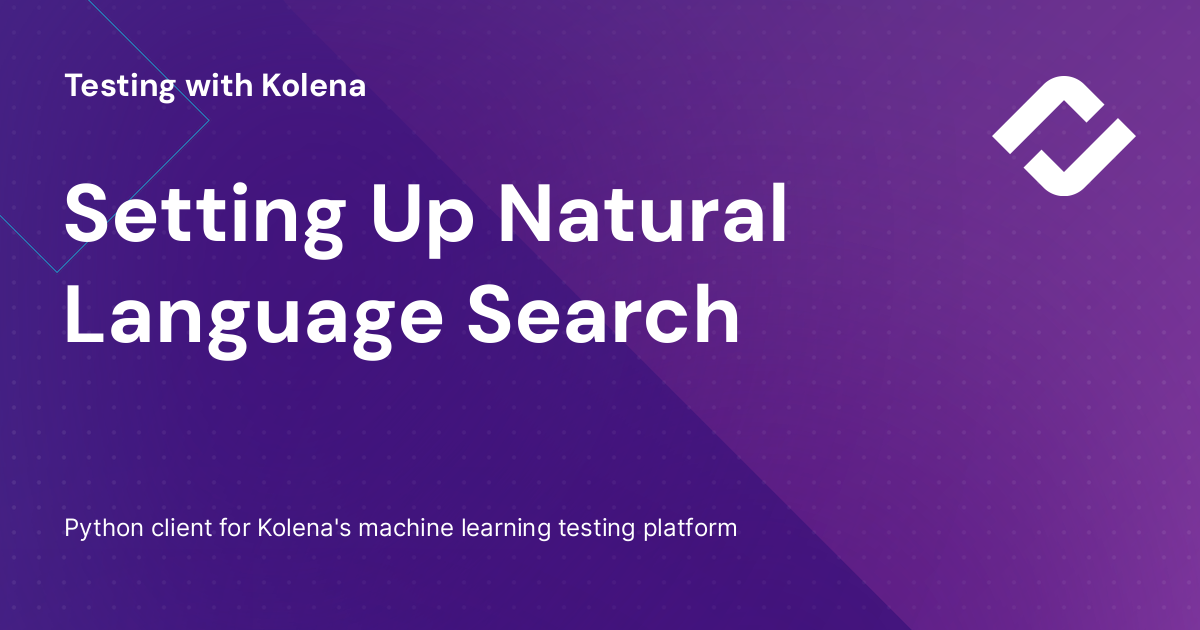 Testing with Kolena
Setting Up Natural
Language Search
Python client for Kolena's machine learning testing platform